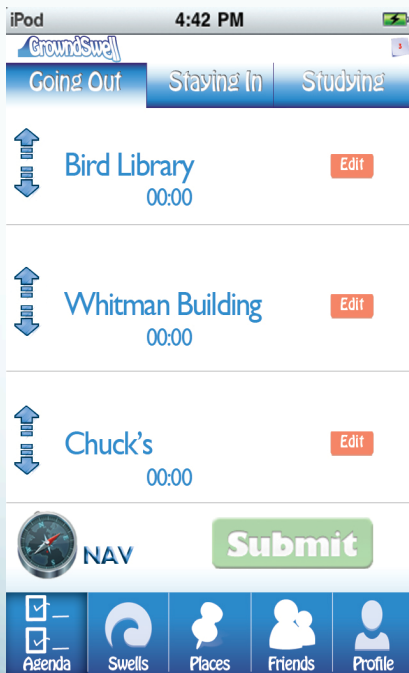 iPod 4:42 PM
GroundSwell
3
Going Out Staying In Studying
Bird Library
Edit
00:00
Whitman Building
Edit
00:00
Chuck's
Edit
00:00
NAV
Submit
Agenda Swells Places Friends Profile